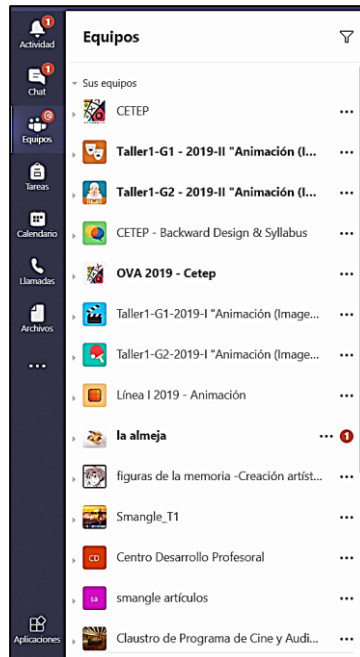 1
Actividad
1
Chat
@
Equipos
Tareas
Calendario
Llamadas
Archivos
Aplicaciones
Equipos
Sus equipos
CETEP
Taller1-G1 - 2019-II "Animación (I...
Taller1-G2 - 2019-II "Animación (I...
CETEP - Backward Design & Syllabus
OVA 2019 - Cetep
Taller1-G1-2019-I "Animación (Image...
Taller1-G2-2019-I "Animación (Image...
Línea I 2019 - Animación
la almeja
1
figuras de la memoria -Creación artíst...
Smangle_T1
CD
Centro Desarrollo Profesoral
sa
smangle artículos
Claustro de Programa de Cine y Audi...